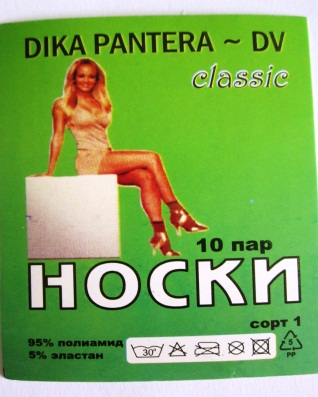 DIKA PANTERA ~ DV
classic
10 пар
НОСКИ
сорт 1
95% полиамид
5% эластан
30°
5
PP